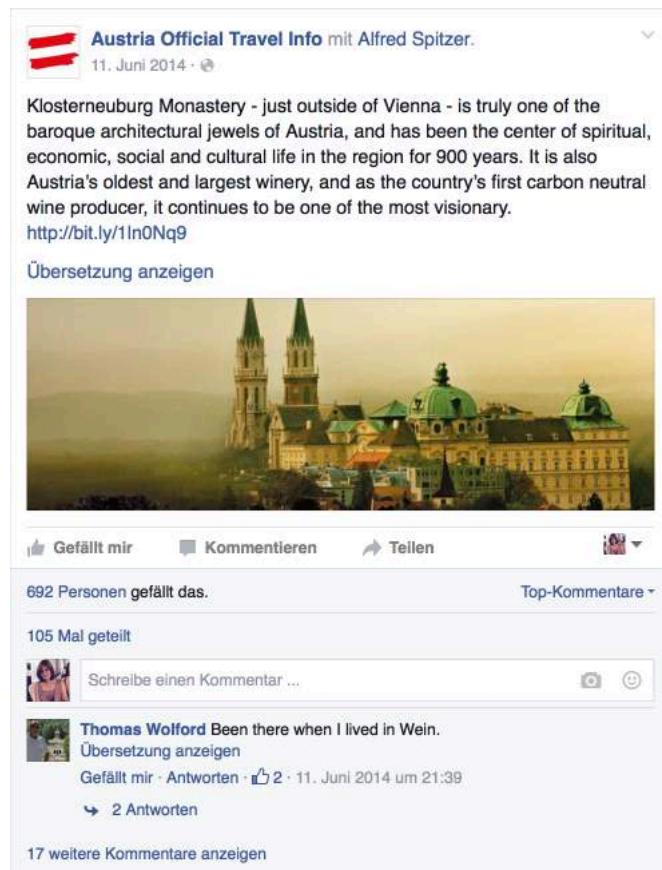 Austria Official Travel Info mit Alfred Spitzer.
11. Juni 2014 ·
Klosterneuburg Monastery - just outside of Vienna - is truly one of the
baroque architectural jewels of Austria, and has been the center of spiritual,
economic, social and cultural life in the region for 900 years. It is also
Austria's oldest and largest winery, and as the country's first carbon neutral
wine producer, it continues to be one of the most visionary.
http://bit.ly/1In0Nq9
Übersetzung anzeigen
Gefällt mir Kommentieren Teilen
692 Personen gefällt das. Top-Kommentare
105 Mal geteilt
Schreibe einen Kommentar ...
Thomas Wolford Been there when I lived in Wein.
Übersetzung anzeigen
Gefällt mir · Antworten · 2 · 11. Juni 2014 um 21:39
2 Antworten
17 weitere Kommentare anzeigen